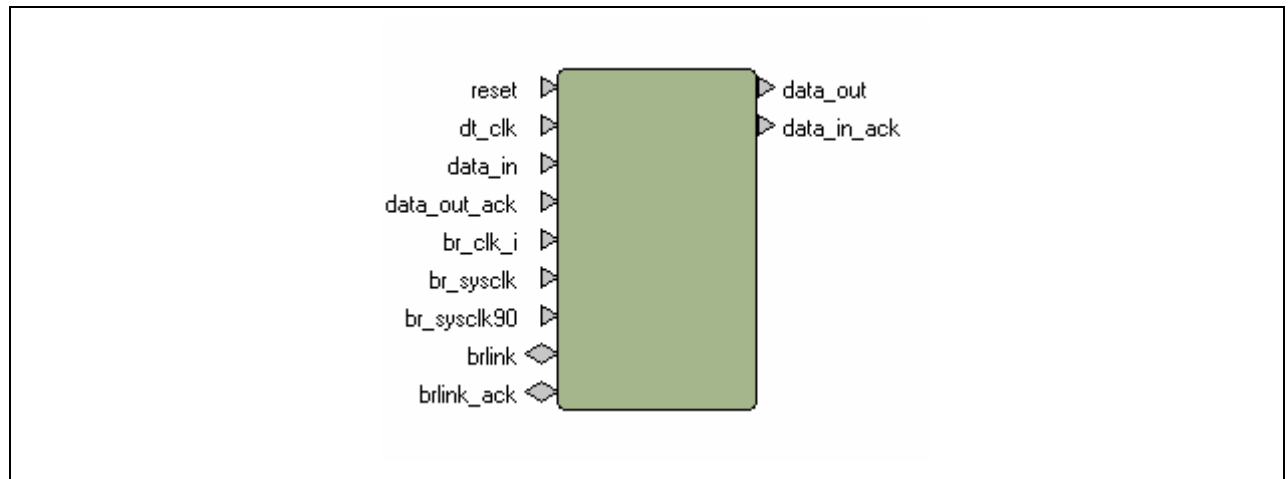 reset
dt_clk
data_in
data_out_ack
br_clk_i
br_sysclk
br_sysclk90
brlink
brlink_ack
data_out
data_in_ack